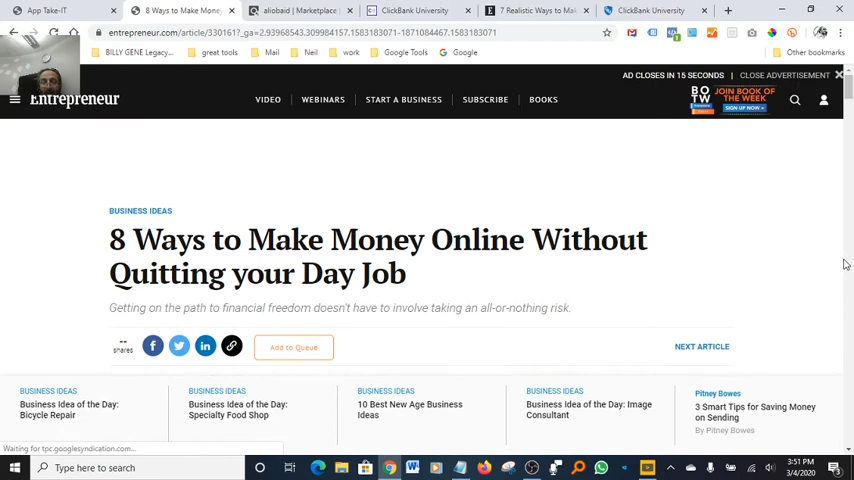 App Take-IT
8 Ways to Make Money
aliobaid | Marketplace
ClickBank University
7 Realistic Ways to Mak
ClickBank University
entrepreneur.com/article/330161?_ga=2.93968543.309984157.1583183071-1871084467.1583183071
BILLY GENE Legacy...
great tools
Mail
Neil
work
Google Tools
Google
Other bookmarks
AD CLOSES IN 15 SECONDS | CLOSE ADVERTISEMENT
Entrepreneur
VIDEO
WEBINARS
START A BUSINESS
SUBSCRIBE
BOOKS
BO
TW
JOIN BOOK OF
THE WEEK
SIGN UP »
BUSINESS IDEAS
8 Ways to Make Money Online Without
Quitting your Day Job
Getting on the path to financial freedom doesn't have to involve taking an all-or-nothing risk.
--
shares
Add to Queue
NEXT ARTICLE
BUSINESS IDEAS
Business Idea of the Day:
Bicycle Repair
BUSINESS IDEAS
Business Idea of the Day:
Specialty Food Shop
BUSINESS IDEAS
10 Best New Age Business
Ideas
BUSINESS IDEAS
Business Idea of the Day: Image
Consultant
Pitney Bowes
3 Smart Tips for Saving Money
on Sending
By Pitney Bowes
Waiting for tpc.googlesyndication.com...
Type here to search
3:51 PM
3/4/2020